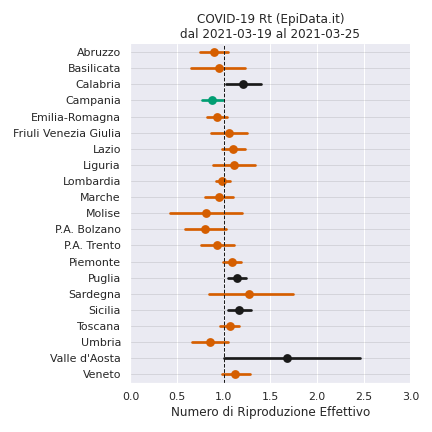 COVID-19 Rt (EpiData.it)
dal 2021-03-19 al 2021-03-25
Abruzzo
Basilicata
Calabria
Campania
Emilia-Romagna
Friuli Venezia Giulia
Lazio
Liguria
Lombardia
Marche
Molise
P.A. Bolzano
P.A. Trento
Piemonte
Puglia
Sardegna
Sicilia
Toscana
Umbria
Valle d'Aosta
Veneto
0.0 0.5 1.0 1.5 2.0 2.5 3.0
Numero di Riproduzione Effettivo